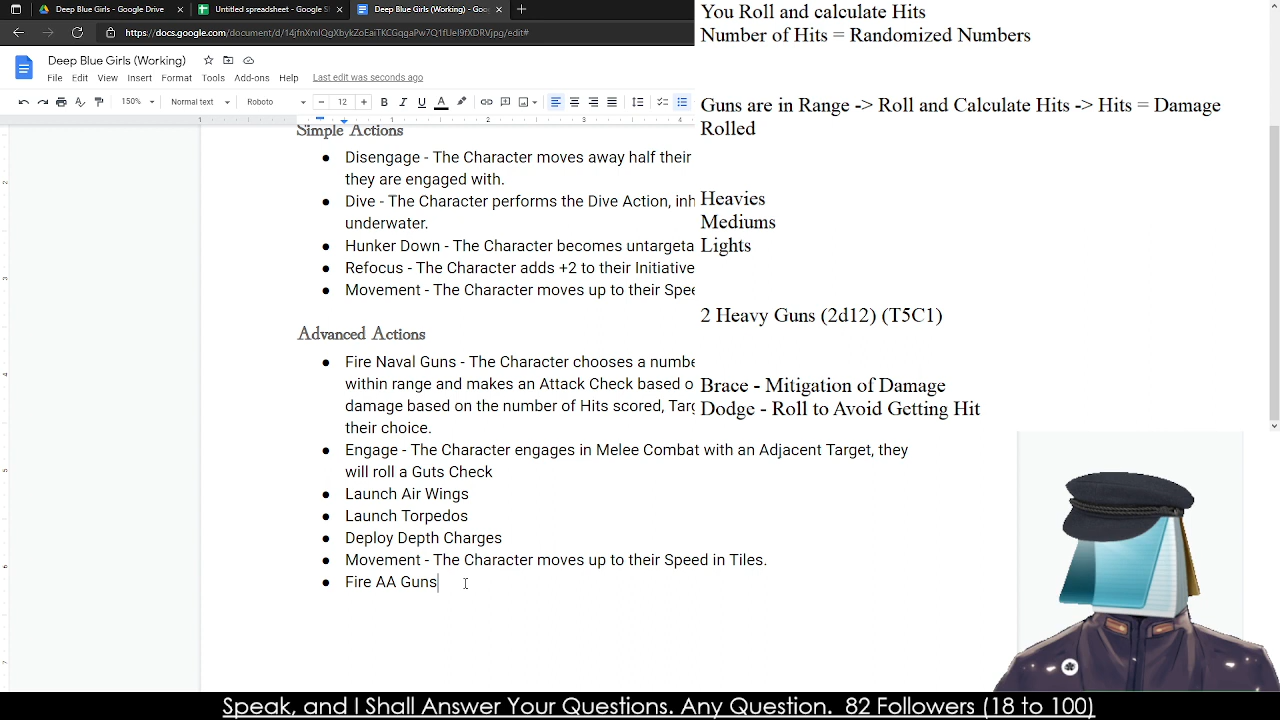 Deep Blue Girls - Google Drive
Untitled spreadsheet - Google S
Deep Blue Girls (Working) - Goo
Deep Blue Girls (Working)
File Edit View Insert Format Tools Add-ons Help Last edit was seconds ago
150% Normal text Roboto 12
Simple Actions
Disengage - The Character moves away half their
they are engaged with.
Dive - The Character performs the Dive Action, inh
underwater.
Hunker Down - The Character becomes untargeta
Refocus - The Character adds +2 to their Initiative
Movement - The Character moves up to their Spee
Advanced Actions
Fire Naval Guns - The Character chooses a numbe
within range and makes an Attack Check based o
damage based on the number of Hits scored, Targ
their choice.
Engage - The Character engages in Melee Combat with an Adjacent Target, they
will roll a Guts Check
Launch Air Wings
Launch Torpedos
Deploy Depth Charges
Movement - The Character moves up to their Speed in Tiles.
Fire AA Guns
You Roll and calculate Hits
Number of Hits = Randomized Numbers
Guns are in Range -> Roll and Calculate Hits -> Hits = Damage
Rolled
Heavies
Mediums
Lights
2 Heavy Guns (2d12) (T5C1)
Brace - Mitigation of Damage
Dodge - Roll to Avoid Getting Hit
Speak, and I Shall Answer Your Questions. Any Question. 82 Followers (18 to 100)